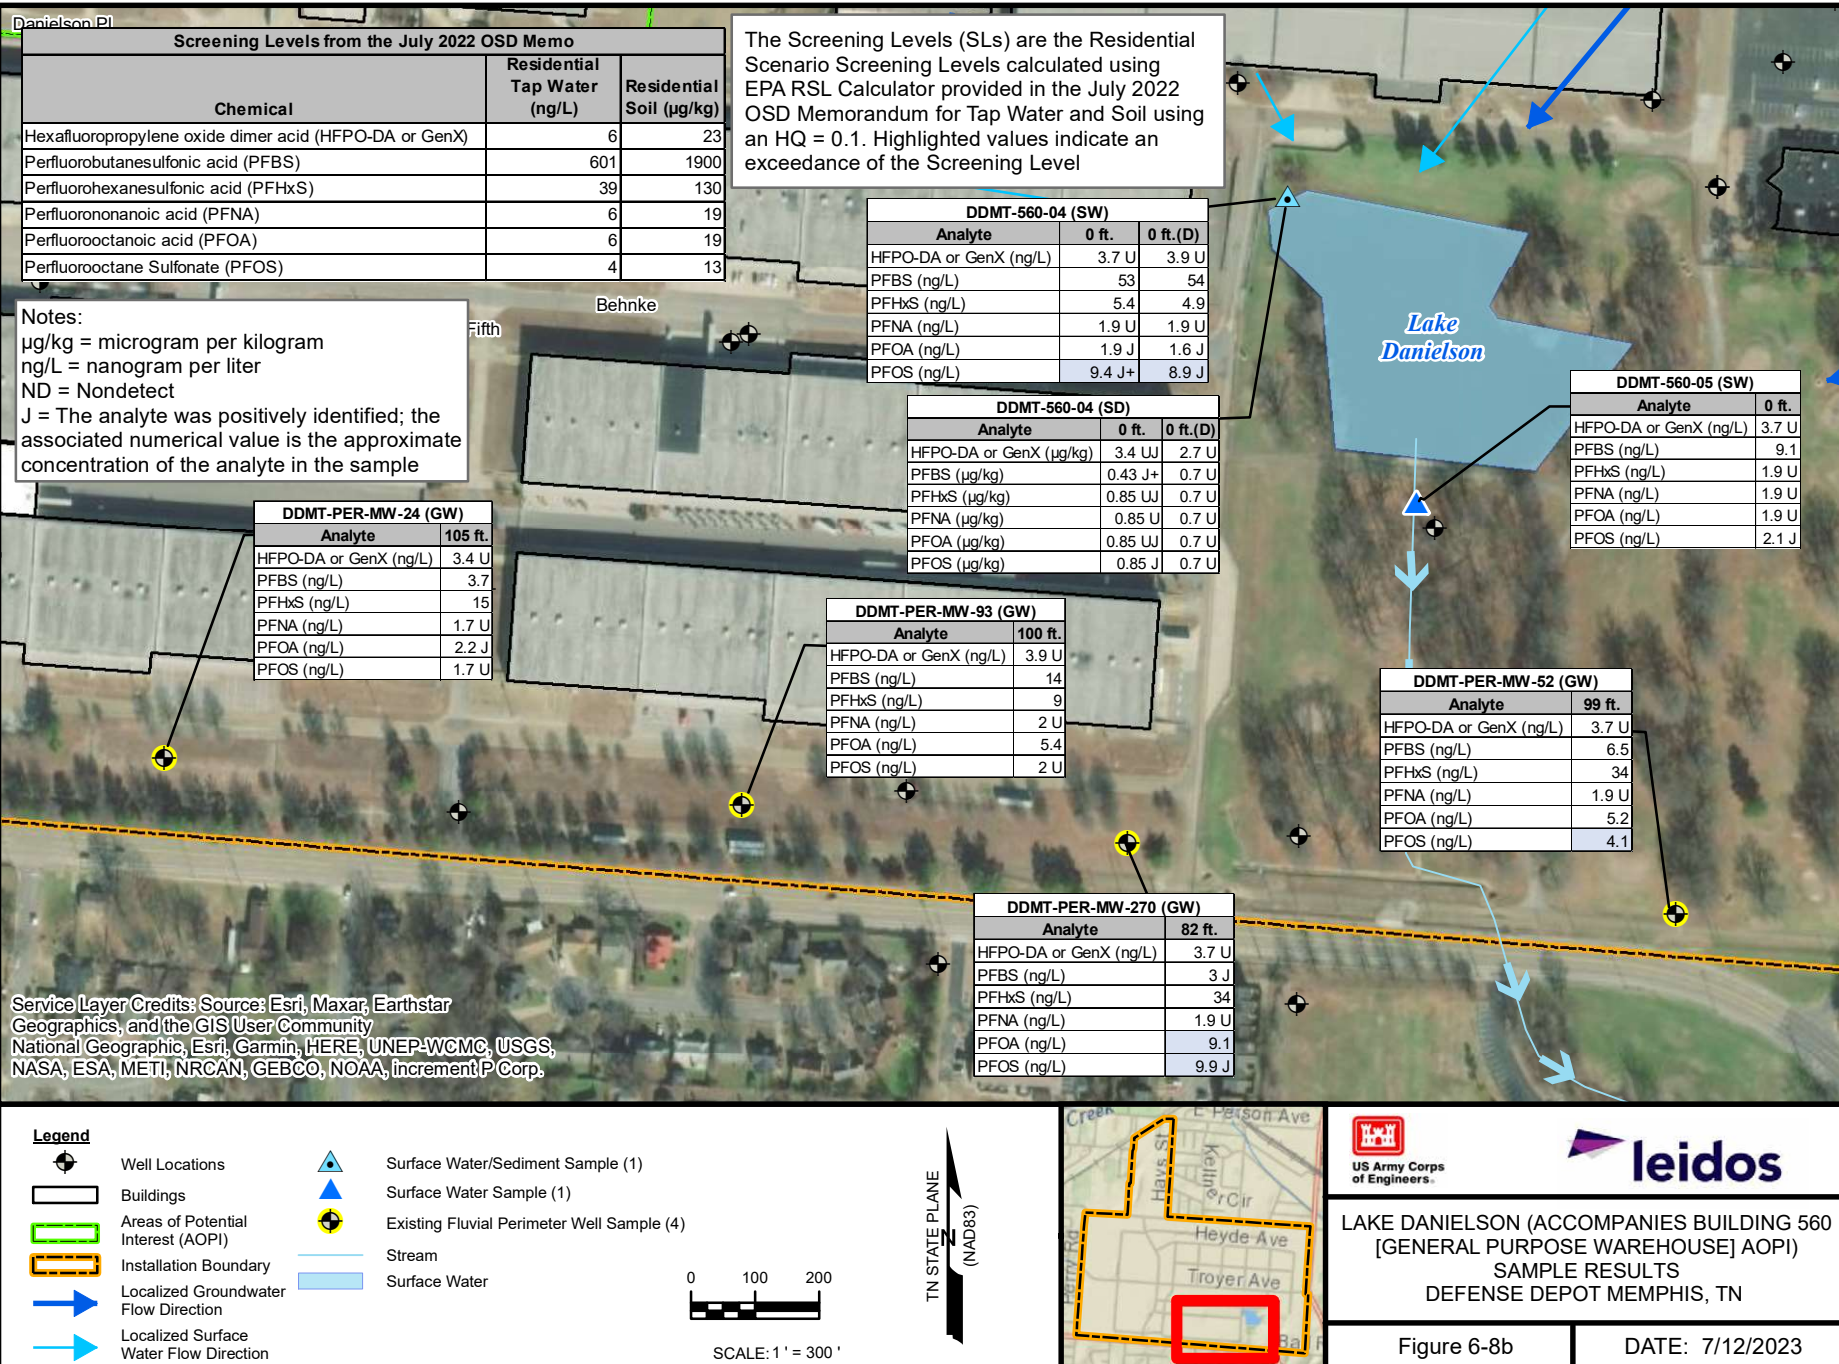 Danielson Pl
Screening Levels from the July 2022 OSD Memo
Chemical | Residential Tap Water (ng/L) | Residential Soil (µg/kg)
Hexafluoropropylene oxide dimer acid (HFPO-DA or GenX) | 6 | 23
Perfluorobutanesulfonic acid (PFBS) | 601 | 1900
Perfluorohexanesulfonic acid (PFHxS) | 39 | 130
Perfluorononanoic acid (PFNA) | 6 | 19
Perfluorooctanoic acid (PFOA) | 6 | 19
Perfluorooctane Sulfonate (PFOS) | 4 | 13
The Screening Levels (SLs) are the Residential
Scenario Screening Levels calculated using
EPA RSL Calculator provided in the July 2022
OSD Memorandum for Tap Water and Soil using
an HQ = 0.1. Highlighted values indicate an
exceedance of the Screening Level
Notes:
µg/kg = microgram per kilogram
ng/L = nanogram per liter
ND = Nondetect
J = The analyte was positively identified; the
associated numerical value is the approximate
concentration of the analyte in the sample
Fifth
Behnke
Lake
Danielson
DDMT-560-04 (SW)
Analyte | 0 ft. | 0 ft.(D)
HFPO-DA or GenX (ng/L) | 3.7 U | 3.9 U
PFBS (ng/L) | 53 | 54
PFHxS (ng/L) | 5.4 | 4.9
PFNA (ng/L) | 1.9 U | 1.9 U
PFOA (ng/L) | 1.9 J | 1.6 J
PFOS (ng/L) | 9.4 J+ | 8.9 J
DDMT-560-04 (SD)
Analyte | 0 ft. | 0 ft.(D)
HFPO-DA or GenX (µg/kg) | 3.4 UJ | 2.7 U
PFBS (µg/kg) | 0.43 J+ | 0.7 U
PFHxS (µg/kg) | 0.85 UJ | 0.7 U
PFNA (µg/kg) | 0.85 U | 0.7 U
PFOA (µg/kg) | 0.85 UJ | 0.7 U
PFOS (µg/kg) | 0.85 J | 0.7 U
DDMT-560-05 (SW)
Analyte | 0 ft.
HFPO-DA or GenX (ng/L) | 3.7 U
PFBS (ng/L) | 9.1
PFHxS (ng/L) | 1.9 U
PFNA (ng/L) | 1.9 U
PFOA (ng/L) | 1.9 U
PFOS (ng/L) | 2.1 J
DDMT-PER-MW-24 (GW)
Analyte | 105 ft.
HFPO-DA or GenX (ng/L) | 3.4 U
PFBS (ng/L) | 3.7
PFHxS (ng/L) | 15
PFNA (ng/L) | 1.7 U
PFOA (ng/L) | 2.2 J
PFOS (ng/L) | 1.7 U
DDMT-PER-MW-93 (GW)
Analyte | 100 ft.
HFPO-DA or GenX (ng/L) | 3.9 U
PFBS (ng/L) | 14
PFHxS (ng/L) | 9
PFNA (ng/L) | 2 U
PFOA (ng/L) | 5.4
PFOS (ng/L) | 2 U
DDMT-PER-MW-52 (GW)
Analyte | 99 ft.
HFPO-DA or GenX (ng/L) | 3.7 U
PFBS (ng/L) | 6.5
PFHxS (ng/L) | 34
PFNA (ng/L) | 1.9 U
PFOA (ng/L) | 5.2
PFOS (ng/L) | 4.1
DDMT-PER-MW-270 (GW)
Analyte | 82 ft.
HFPO-DA or GenX (ng/L) | 3.7 U
PFBS (ng/L) | 3 J
PFHxS (ng/L) | 34
PFNA (ng/L) | 1.9 U
PFOA (ng/L) | 9.1
PFOS (ng/L) | 9.9 J
Service Layer Credits: Source: Esri, Maxar, Earthstar
Geographics, and the GIS User Community
National Geographic, Esri, Garmin, HERE, UNEP-WCMC, USGS,
NASA, ESA, METI, NRCAN, GEBCO, NOAA, increment P Corp.
Legend
Well Locations
Buildings
Areas of Potential
Interest (AOPI)
Installation Boundary
Localized Groundwater
Flow Direction
Localized Surface
Water Flow Direction
Surface Water/Sediment Sample (1)
Surface Water Sample (1)
Existing Fluvial Perimeter Well Sample (4)
Stream
Surface Water
0 100 200
SCALE: 1 ' = 300 '
TN STATE PLANE
N
(NAD83)
Creek
E Person Ave
Hays St
Keltner Cir
Heyde Ave
Perry Rd
Troyer Ave
US Army Corps
of Engineers®
leidos
LAKE DANIELSON (ACCOMPANIES BUILDING 560
[GENERAL PURPOSE WAREHOUSE] AOPI)
SAMPLE RESULTS
DEFENSE DEPOT MEMPHIS, TN
Figure 6-8b
DATE: 7/12/2023